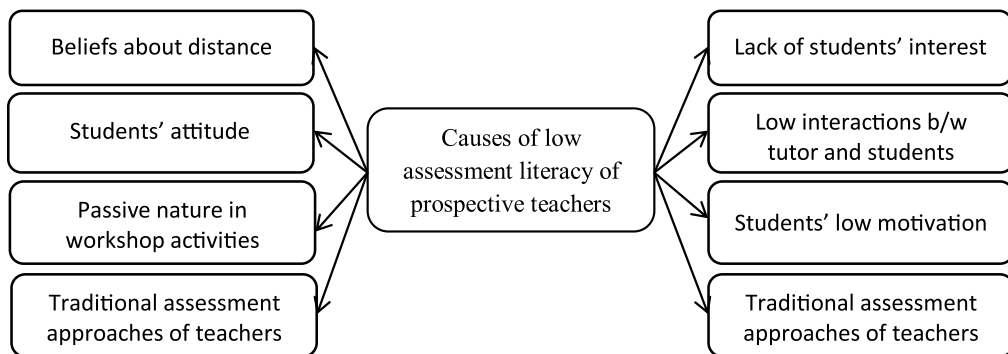 Beliefs about distance
Students’ attitude
Passive nature in
workshop activities
Traditional assessment
approaches of teachers
Causes of low
assessment literacy of
prospective teachers
Lack of students’ interest
Low interactions b/w
tutor and students
Students’ low motivation
Traditional assessment
approaches of teachers